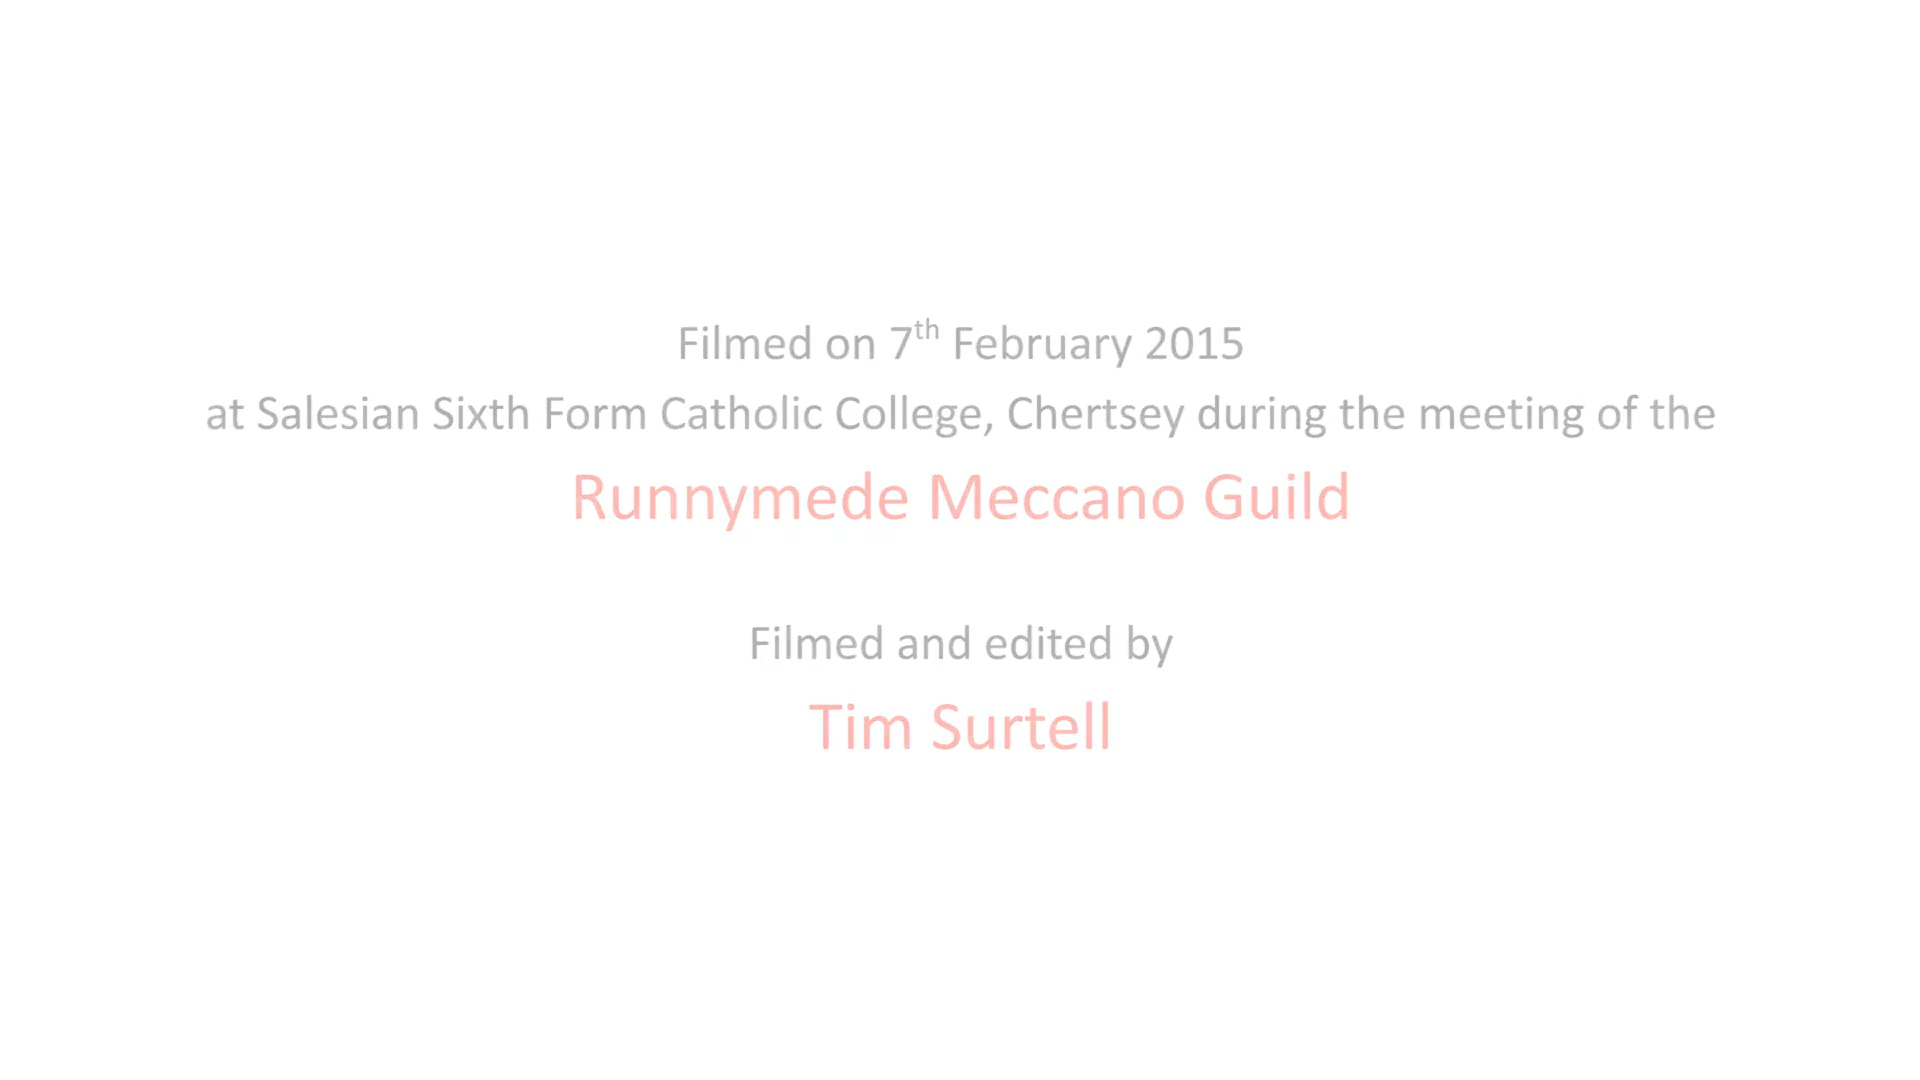 Filmed on 7th February 2015
at Salesian Sixth Form Catholic College, Chertsey during the meeting of the
Runnymede Meccano Guild
Filmed and edited by
Tim Surtell